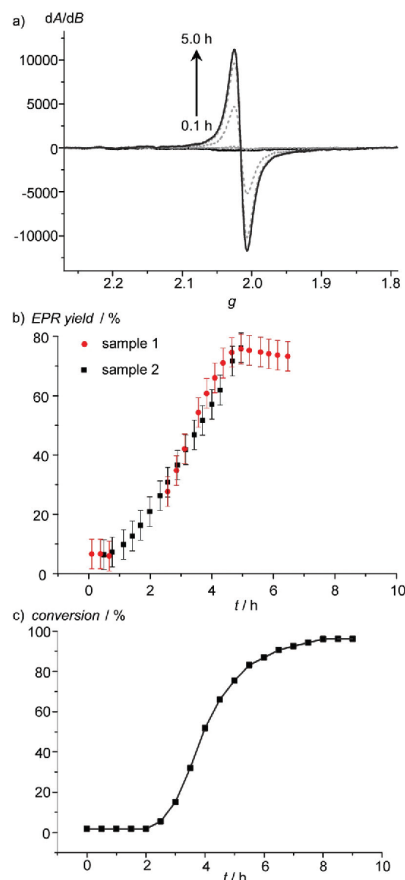 a) dA/dB
5.0 h
10000
5000
0.1 h
0
-5000
-10000
2.2 2.1 2.0 1.9 1.8
g
b) EPR yield / %
80
sample 1
sample 2
60
40
20
0
0 2 4 6 8 10
t / h
c) conversion / %
100
80
60
40
20
0
0 2 4 6 8 10
t / h